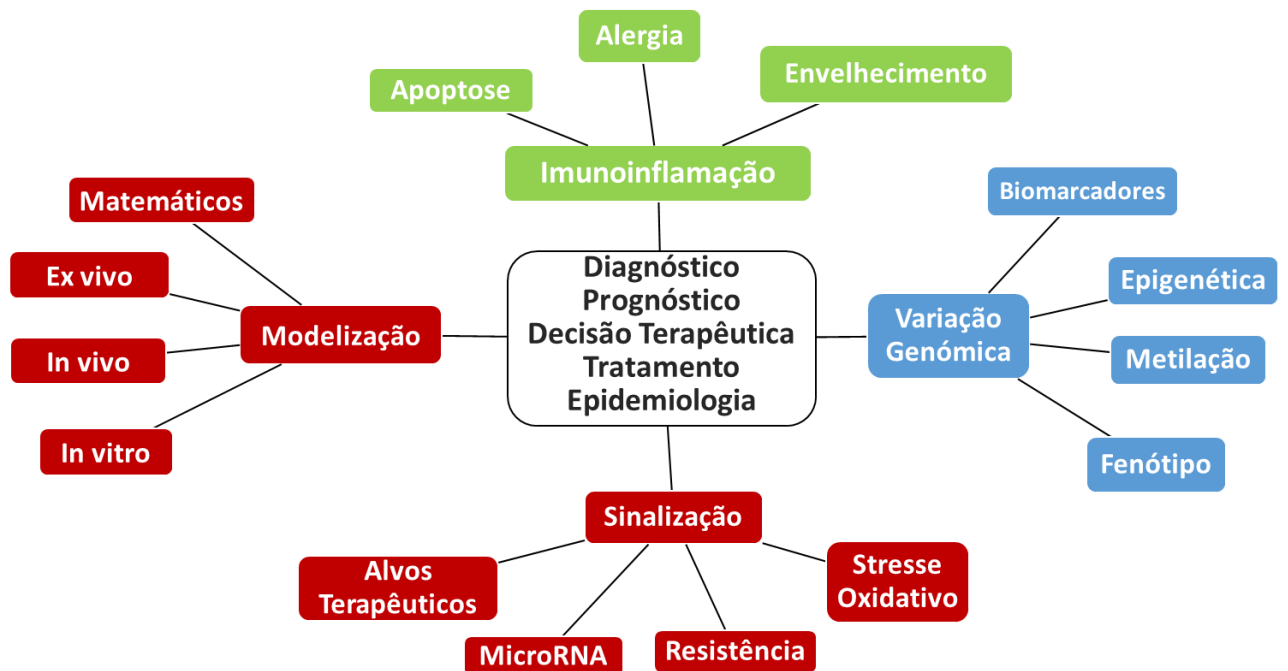 Alergia
Apoptose
Envelhecimento
Imunoinflamação
Matemáticos
Ex vivo
In vivo
In vitro
Modelização
Diagnóstico
Prognóstico
Decisão Terapêutica
Tratamento
Epidemiologia
Variação
Genómica
Biomarcadores
Epigenética
Metilação
Fenótipo
Sinalização
Alvos
Terapêuticos
MicroRNA
Resistência
Stresse
Oxidativo